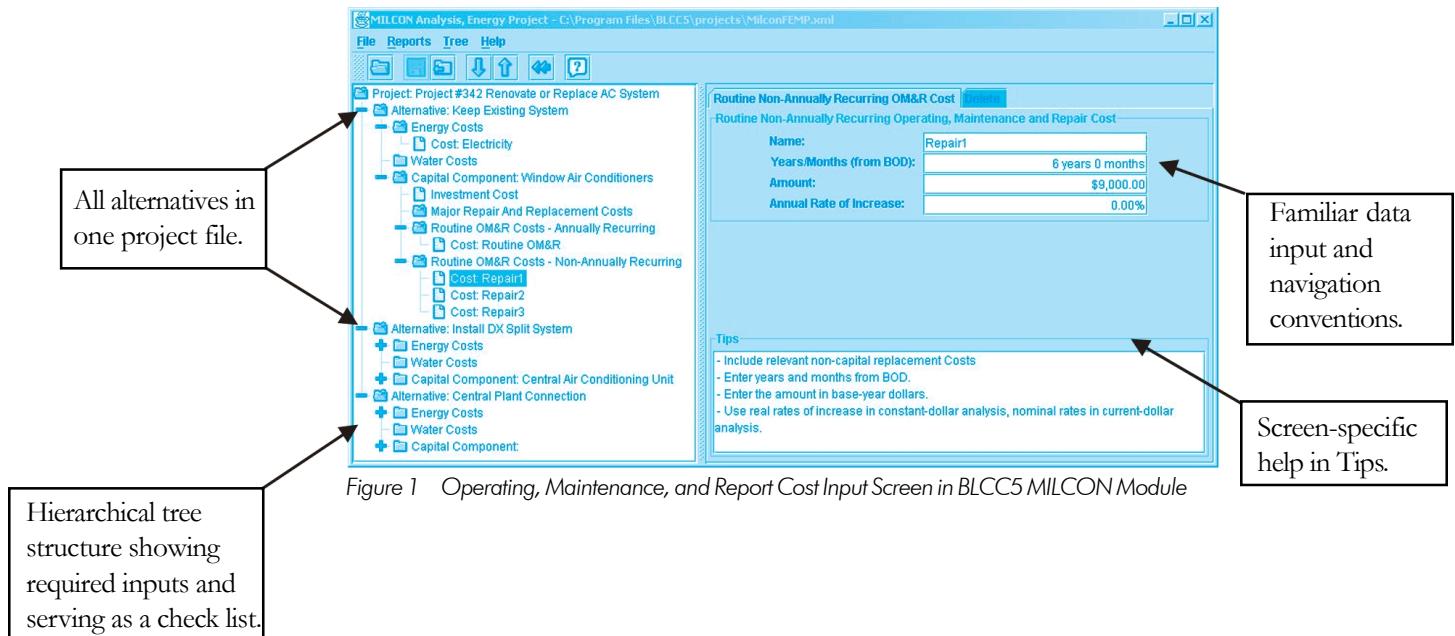 MILCON Analysis, Energy Project - C:\Program Files\BLCC5\projects\MilconFEMP.xml
File Reports Tree Help
Project: Project #342 Renovate or Replace AC System
Alternative: Keep Existing System
Energy Costs
Cost: Electricity
Water Costs
Capital Component: Window Air Conditioners
Investment Cost
Major Repair And Replacement Costs
Routine OM&R Costs - Annually Recurring
Cost: Routine OM&R
Routine OM&R Costs - Non-Annually Recurring
Cost: Repair1
Cost: Repair2
Cost: Repair3
Alternative: Install DX Split System
Energy Costs
Water Costs
Capital Component: Central Air Conditioning Unit
Alternative: Central Plant Connection
Energy Costs
Water Costs
Capital Component:
Routine Non-Annually Recurring OM&R Cost Delete
Routine Non-Annually Recurring Operating, Maintenance and Repair Cost
Name: Repair1
Years/Months (from BOD): 6 years 0 months
Amount: $9,000.00
Annual Rate of Increase: 0.00%
Tips
- Include relevant non-capital replacement Costs
- Enter years and months from BOD.
- Enter the amount in base-year dollars.
- Use real rates of increase in constant-dollar analysis, nominal rates in current-dollar
analysis.
All alternatives in
one project file.
Hierarchical tree
structure showing
required inputs and
serving as a check list.
Familiar data
input and
navigation
conventions.
Screen-specific
help in Tips.
Figure 1 Operating, Maintenance, and Report Cost Input Screen in BLCC5 MILCON Module